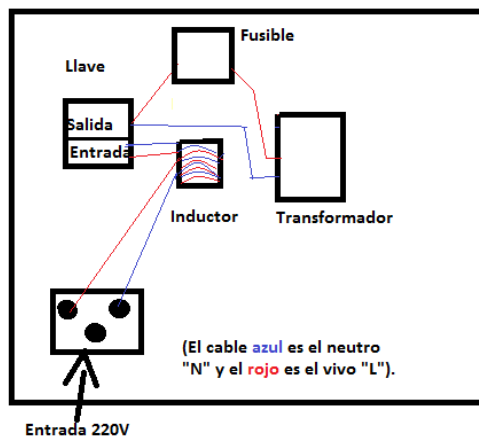 Fusible
Llave
Salida
Entrada
Inductor
Transformador
(El cable azul es el neutro
"N" y el rojo es el vivo "L").
Entrada 220V